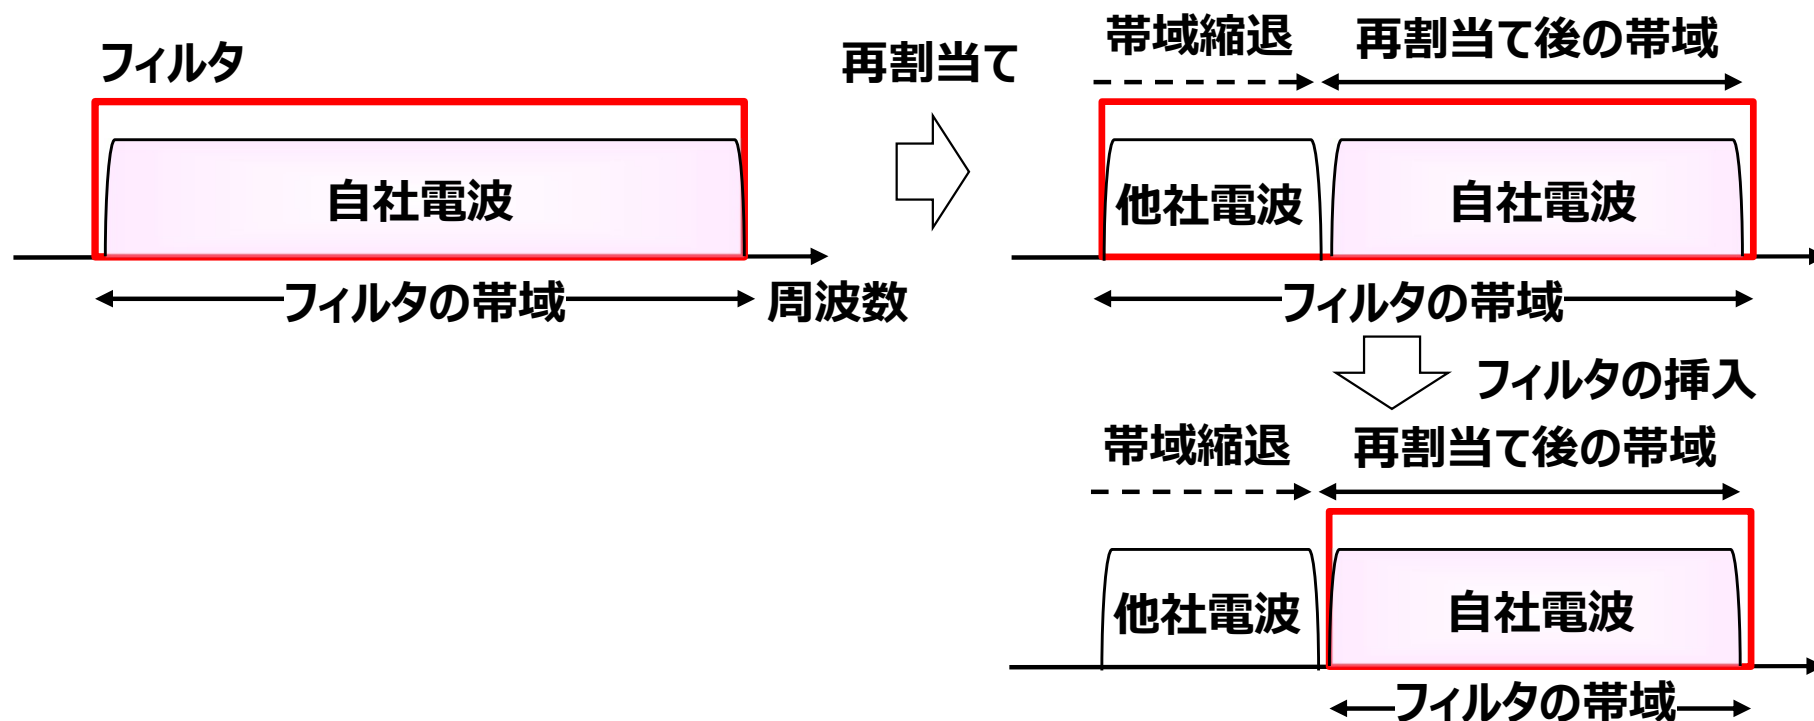 フィルタ
自社電波
フィルタの帯域
周波数
再割当て
帯域縮退
再割当て後の帯域
他社電波
自社電波
フィルタの帯域
フィルタの挿入
帯域縮退
再割当て後の帯域
他社電波
自社電波
フィルタの帯域